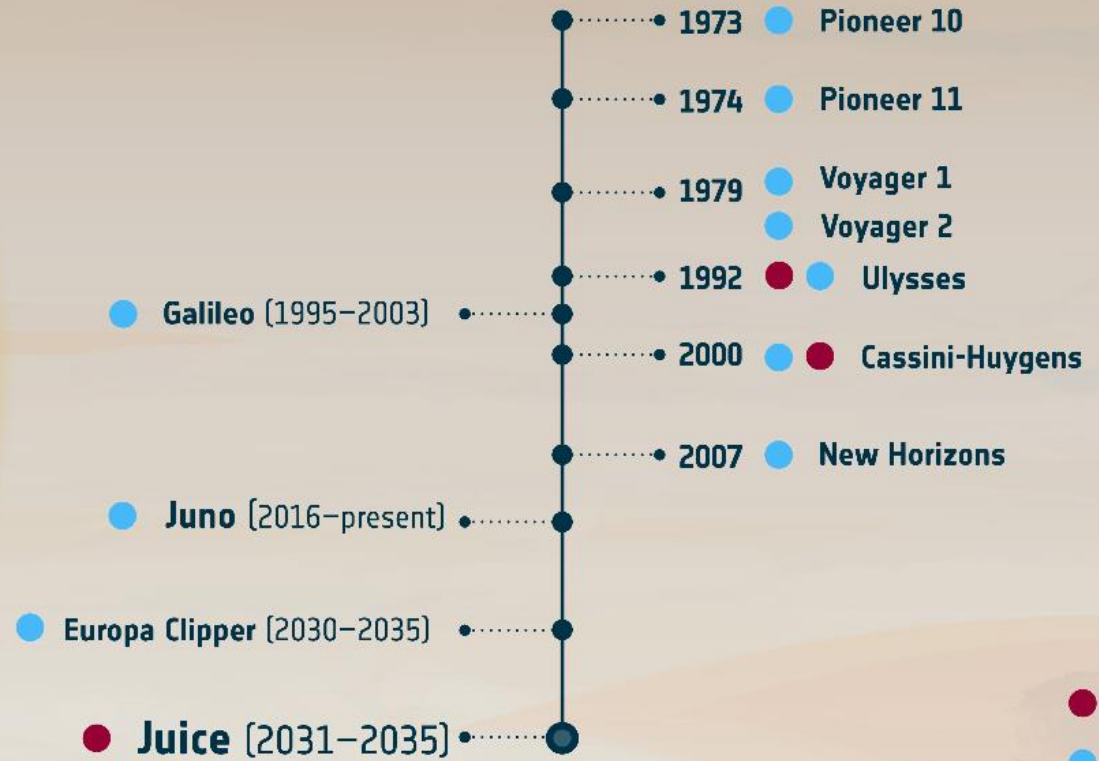 1973 Pioneer 10
1974 Pioneer 11
1979 Voyager 1
Voyager 2
1992 Ulysses
Galileo (1995–2003)
2000 Cassini-Huygens
2007 New Horizons
Juno (2016–present)
Europa Clipper (2030–2035)
Juice (2031–2035)